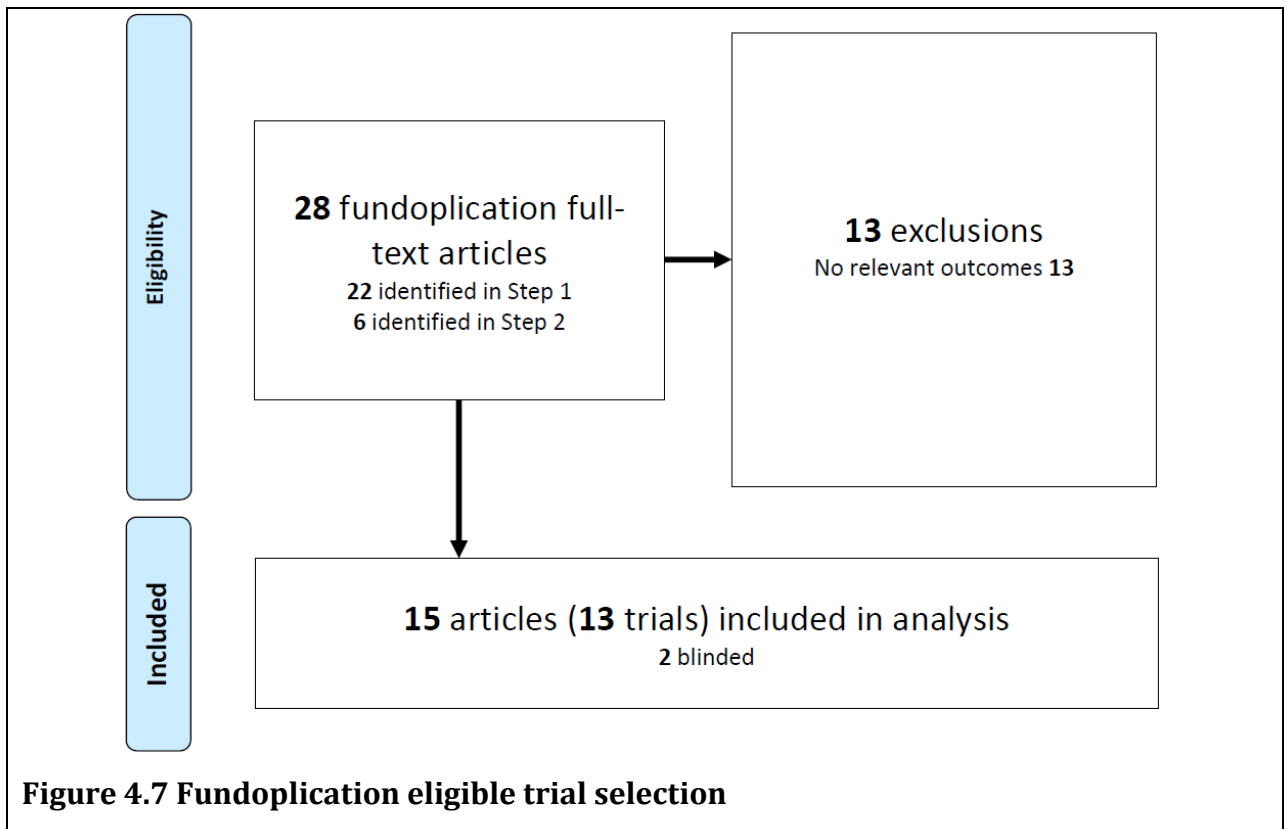 Eligibility
28 fundoplication full-
text articles
22 identified in Step 1
6 identified in Step 2
13 exclusions
No relevant outcomes 13
Included
15 articles (13 trials) included in analysis
2 blinded
Figure 4.7 Fundoplication eligible trial selection